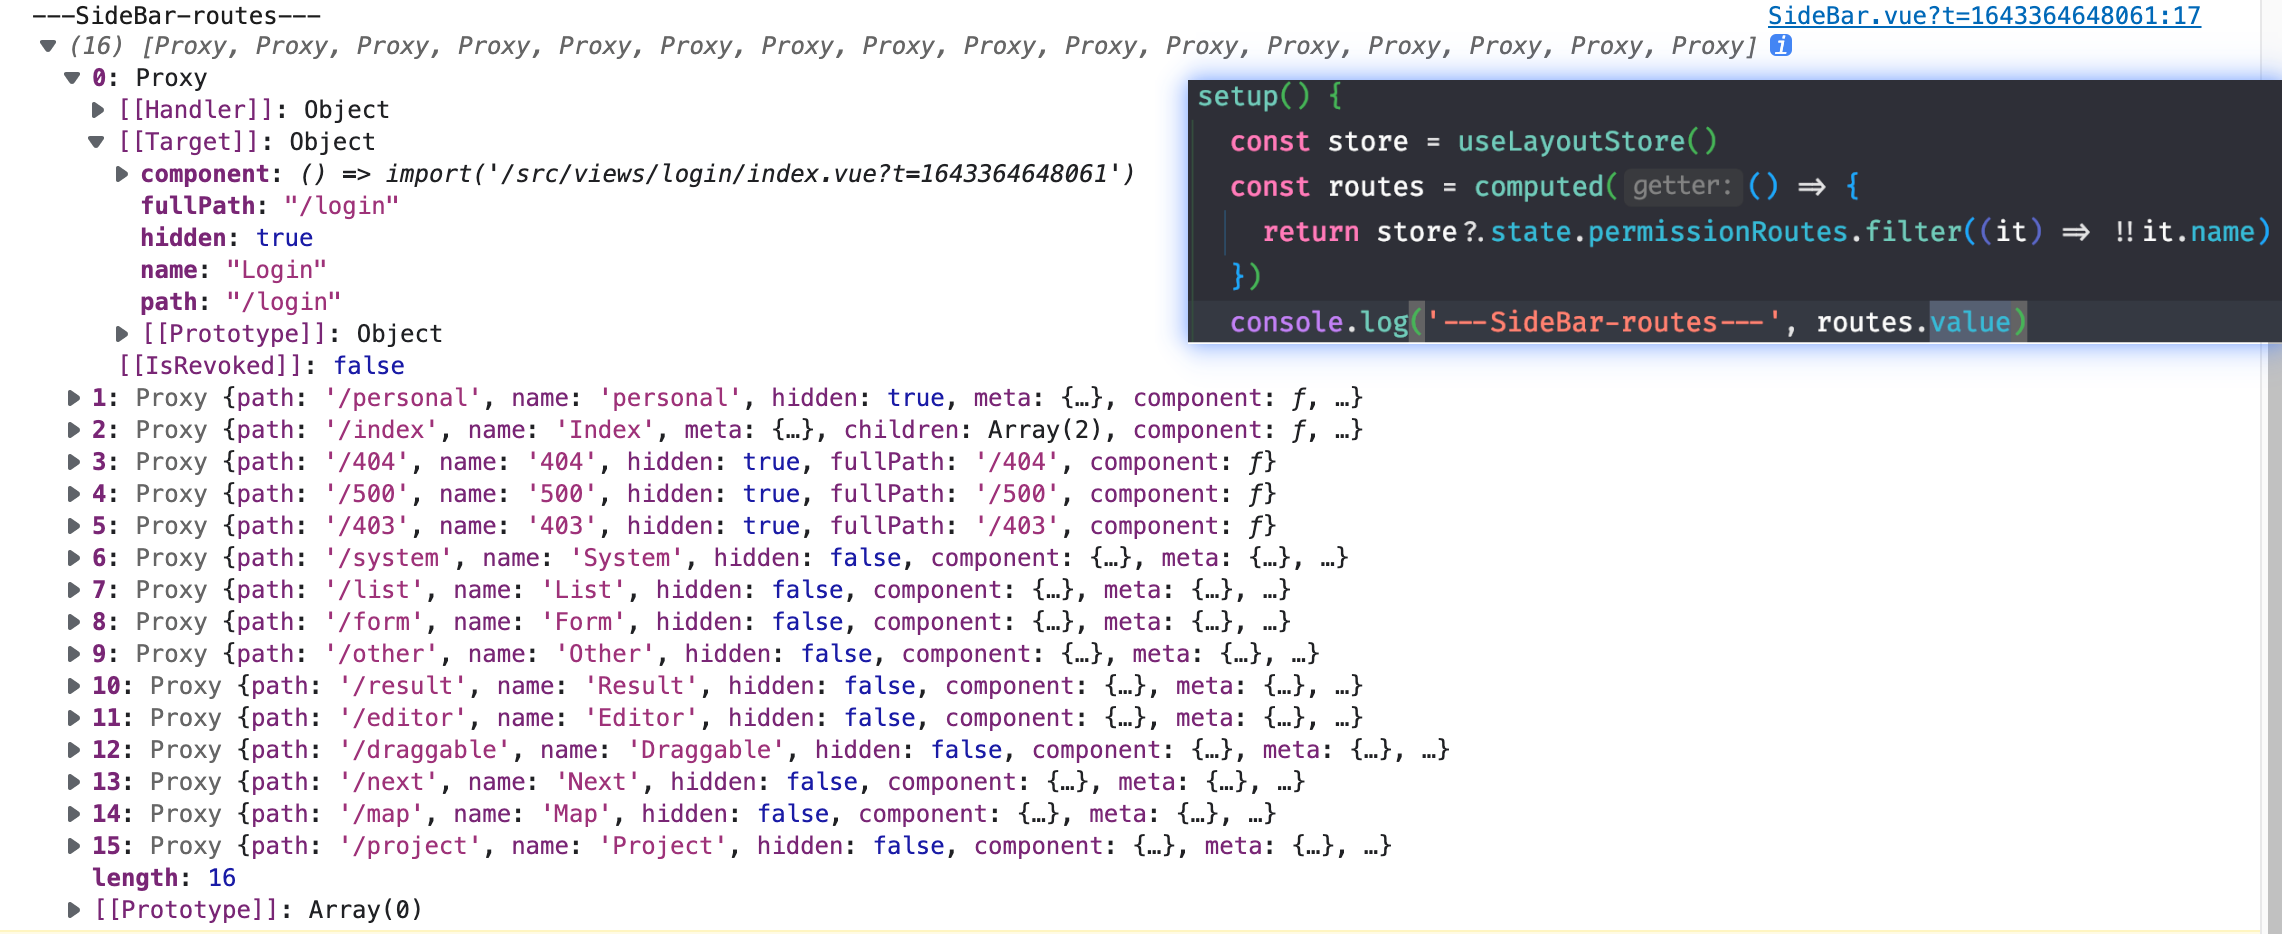 ---SideBar-routes---
SideBar.vue?t=1643364648061:17
(16) [Proxy, Proxy, Proxy, Proxy, Proxy, Proxy, Proxy, Proxy, Proxy, Proxy, Proxy, Proxy, Proxy, Proxy, Proxy, Proxy] i
0: Proxy
[[Handler]]: Object
[[Target]]: Object
component: () => import('/src/views/login/index.vue?t=1643364648061')
fullPath: "/login"
hidden: true
name: "Login"
path: "/login"
[[Prototype]]: Object
[[IsRevoked]]: false
1: Proxy {path: '/personal', name: 'personal', hidden: true, meta: {…}, component: ƒ, …}
2: Proxy {path: '/index', name: 'Index', meta: {…}, children: Array(2), component: ƒ, …}
3: Proxy {path: '/404', name: '404', hidden: true, fullPath: '/404', component: ƒ}
4: Proxy {path: '/500', name: '500', hidden: true, fullPath: '/500', component: ƒ}
5: Proxy {path: '/403', name: '403', hidden: true, fullPath: '/403', component: ƒ}
6: Proxy {path: '/system', name: 'System', hidden: false, component: {…}, meta: {…}, …}
7: Proxy {path: '/list', name: 'List', hidden: false, component: {…}, meta: {…}, …}
8: Proxy {path: '/form', name: 'Form', hidden: false, component: {…}, meta: {…}, …}
9: Proxy {path: '/other', name: 'Other', hidden: false, component: {…}, meta: {…}, …}
10: Proxy {path: '/result', name: 'Result', hidden: false, component: {…}, meta: {…}, …}
11: Proxy {path: '/editor', name: 'Editor', hidden: false, component: {…}, meta: {…}, …}
12: Proxy {path: '/draggable', name: 'Draggable', hidden: false, component: {…}, meta: {…}, …}
13: Proxy {path: '/next', name: 'Next', hidden: false, component: {…}, meta: {…}, …}
14: Proxy {path: '/map', name: 'Map', hidden: false, component: {…}, meta: {…}, …}
15: Proxy {path: '/project', name: 'Project', hidden: false, component: {…}, meta: {…}, …}
length: 16
[[Prototype]]: Array(0)
setup() {
const store = useLayoutStore()
const routes = computed( getter: () => {
return store?.state.permissionRoutes.filter((it) => !!it.name)
})
console.log('---SideBar-routes---', routes.value)